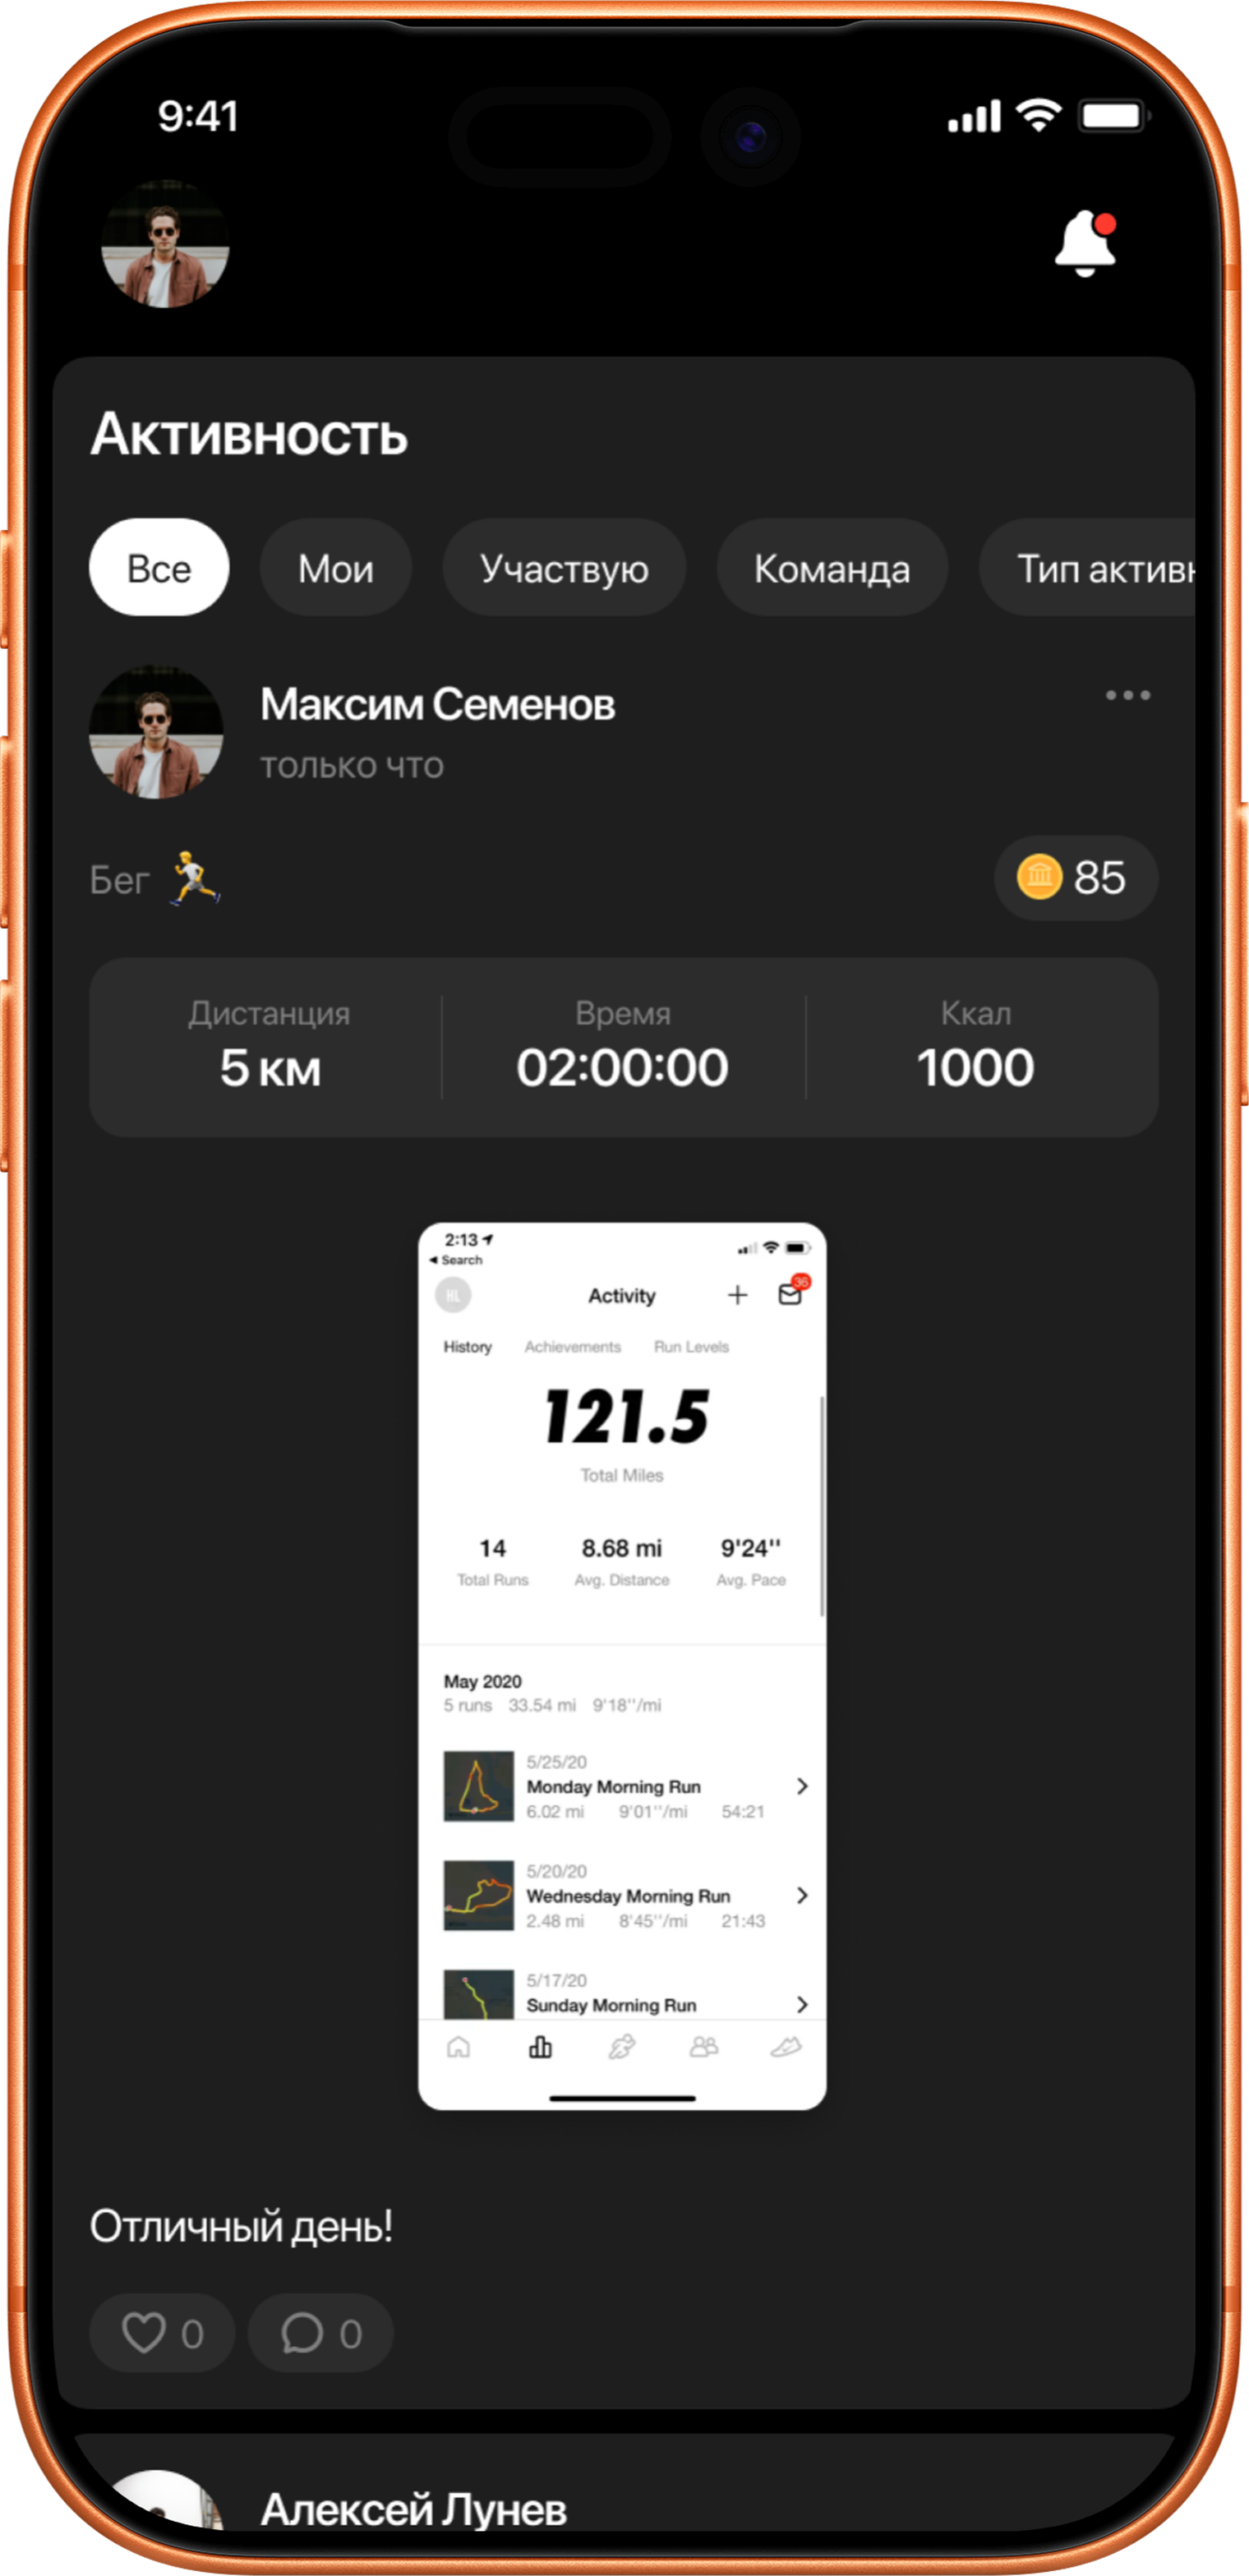 9:41
Активность
Все Мои Участвую Команда Тип активн
Максим Семенов
только что
Бег 85
Дистанция Время Ккал
5 км 02:00:00 1000
2:13
◀ Search
HL Activity 36
History Achievements Run Levels
121.5
Total Miles
14 8.68 mi 9'24''
Total Runs Avg. Distance Avg. Pace
May 2020
5 runs 33.54 mi 9'18''/mi
5/25/20
Monday Morning Run
6.02 mi 9'01''/mi 54:21
5/20/20
Wednesday Morning Run
2.48 mi 8'45''/mi 21:43
5/17/20
Sunday Morning Run
Отличный день!
0 0
Алексей Лунев